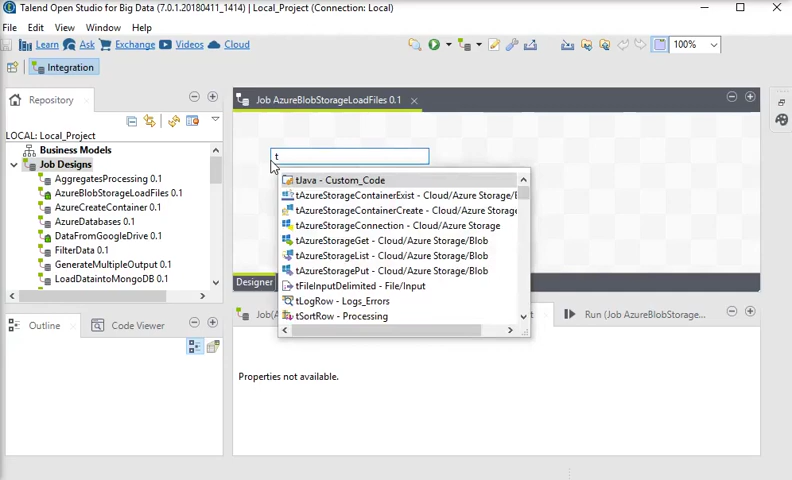 Talend Open Studio for Big Data (7.0.1.20180411_1414) | Local_Project (Connection: Local)
File Edit View Window Help
Learn Ask Exchange Videos Cloud 100%
Integration
Repository
LOCAL: Local_Project
Business Models
Job Designs
AggregatesProcessing 0.1
AzureBlobStorageLoadFiles 0.1
AzureCreateContainer 0.1
AzureDatabases 0.1
DataFromGoogleDrive 0.1
FilterData 0.1
GenerateMultipleOutput 0.1
LoadDataintoMongoDB 0.1
Outline
Code Viewer
Job AzureBlobStorageLoadFiles 0.1
t
tJava - Custom_Code
tAzureStorageContainerExist - Cloud/Azure Storage/
tAzureStorageContainerCreate - Cloud/Azure Storage
tAzureStorageConnection - Cloud/Azure Storage
tAzureStorageGet - Cloud/Azure Storage/Blob
tAzureStorageList - Cloud/Azure Storage/Blob
tAzureStoragePut - Cloud/Azure Storage/Blob
tFileInputDelimited - File/Input
tLogRow - Logs_Errors
tSortRow - Processing
Designer
Job(A
Run (Job AzureBlobStorage...
Properties not available.